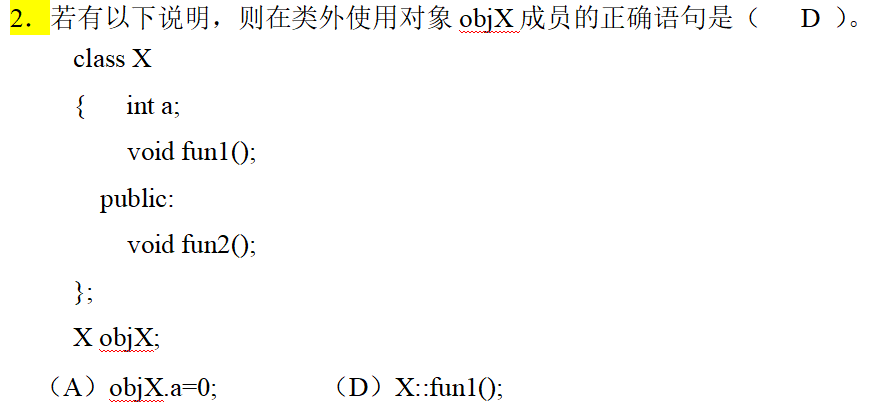 2. 若有以下说明，则在类外使用对象 objX 成员的正确语句是（ D ）。
class X
{ int a;
void fun1();
public:
void fun2();
};
X objX;
（A）objX.a=0; （D）X::fun1();